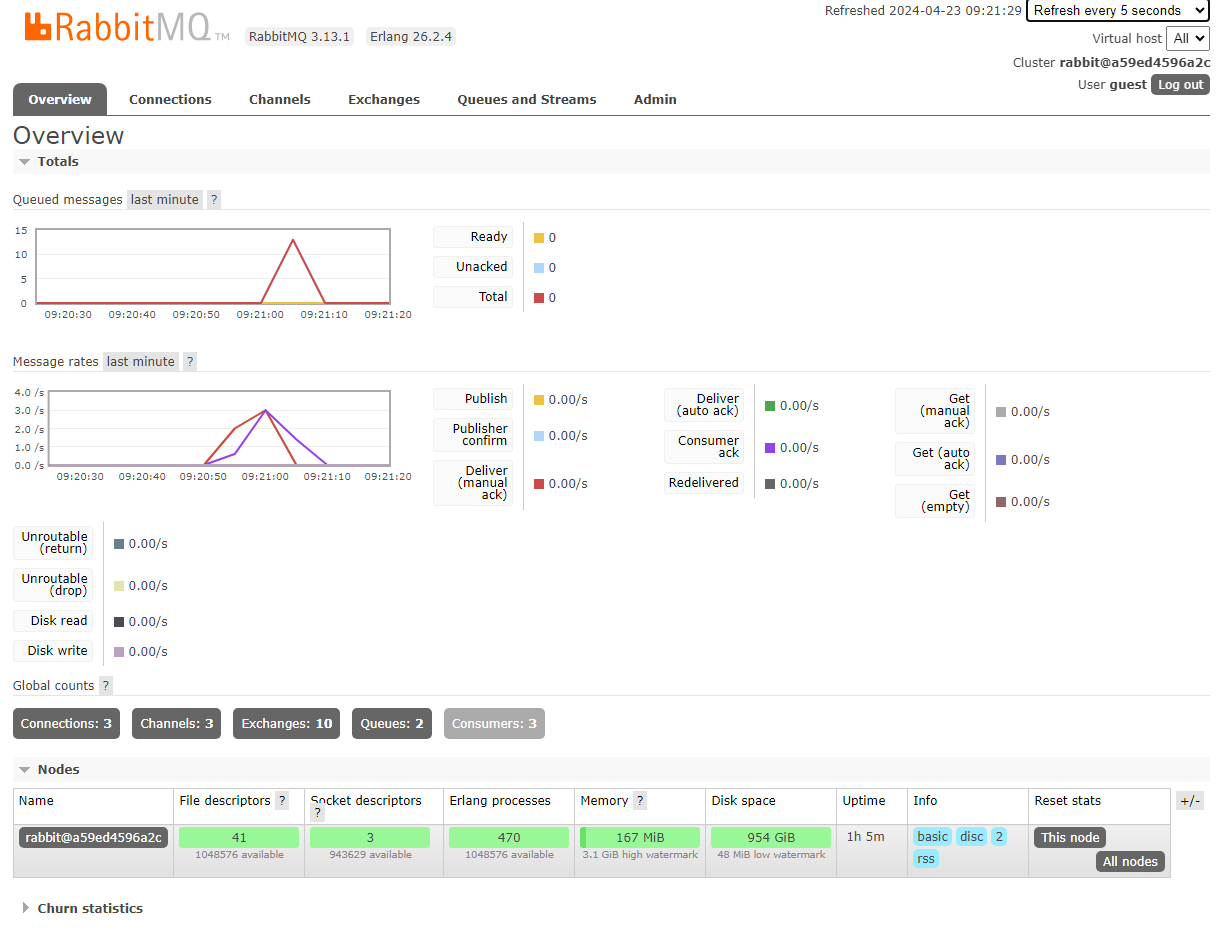 RabbitMQ TM RabbitMQ 3.13.1 Erlang 26.2.4
Refreshed 2024-04-23 09:21:29 Refresh every 5 seconds
Virtual host All
Cluster rabbit@a59ed4596a2c
User guest Log out
Overview Connections Channels Exchanges Queues and Streams Admin
Overview
Totals
Queued messages last minute ?
15
10
5
0
09:20:30 09:20:40 09:20:50 09:21:00 09:21:10 09:21:20
Ready 0
Unacked 0
Total 0
Message rates last minute ?
4.0 /s
3.0 /s
2.0 /s
1.0 /s
0.0 /s
09:20:30 09:20:40 09:20:50 09:21:00 09:21:10 09:21:20
Publish 0.00/s
Publisher
confirm 0.00/s
Deliver
(manual
ack) 0.00/s
Deliver
(auto ack) 0.00/s
Consumer
ack 0.00/s
Redelivered 0.00/s
Get
(manual
ack) 0.00/s
Get (auto
ack) 0.00/s
Get
(empty) 0.00/s
Unroutable
(return) 0.00/s
Unroutable
(drop) 0.00/s
Disk read 0.00/s
Disk write 0.00/s
Global counts ?
Connections: 3 Channels: 3 Exchanges: 10 Queues: 2 Consumers: 3
Nodes
Name File descriptors ? Socket descriptors ? Erlang processes Memory ? Disk space Uptime Info Reset stats +/-
rabbit@a59ed4596a2c 41 3 470 167 MiB 954 GiB 1h 5m basic disc 2 This node
1048576 available 943629 available 1048576 available 3.1 GiB high watermark 48 MiB low watermark rss All nodes
Churn statistics